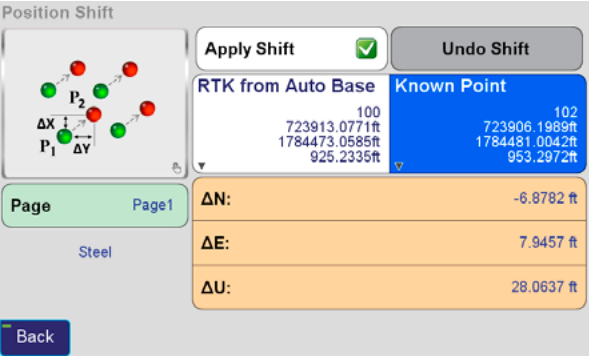 Position Shift
Apply Shift
Undo Shift
P2
ΔX
P1
ΔY
RTK from Auto Base
100
723913.0771ft
1784473.0585ft
925.2335ft
Known Point
102
723906.1989ft
1784481.0042ft
953.2972ft
Page
Page1
Steel
ΔN:
-6.8782 ft
ΔE:
7.9457 ft
ΔU:
28.0637 ft
Back